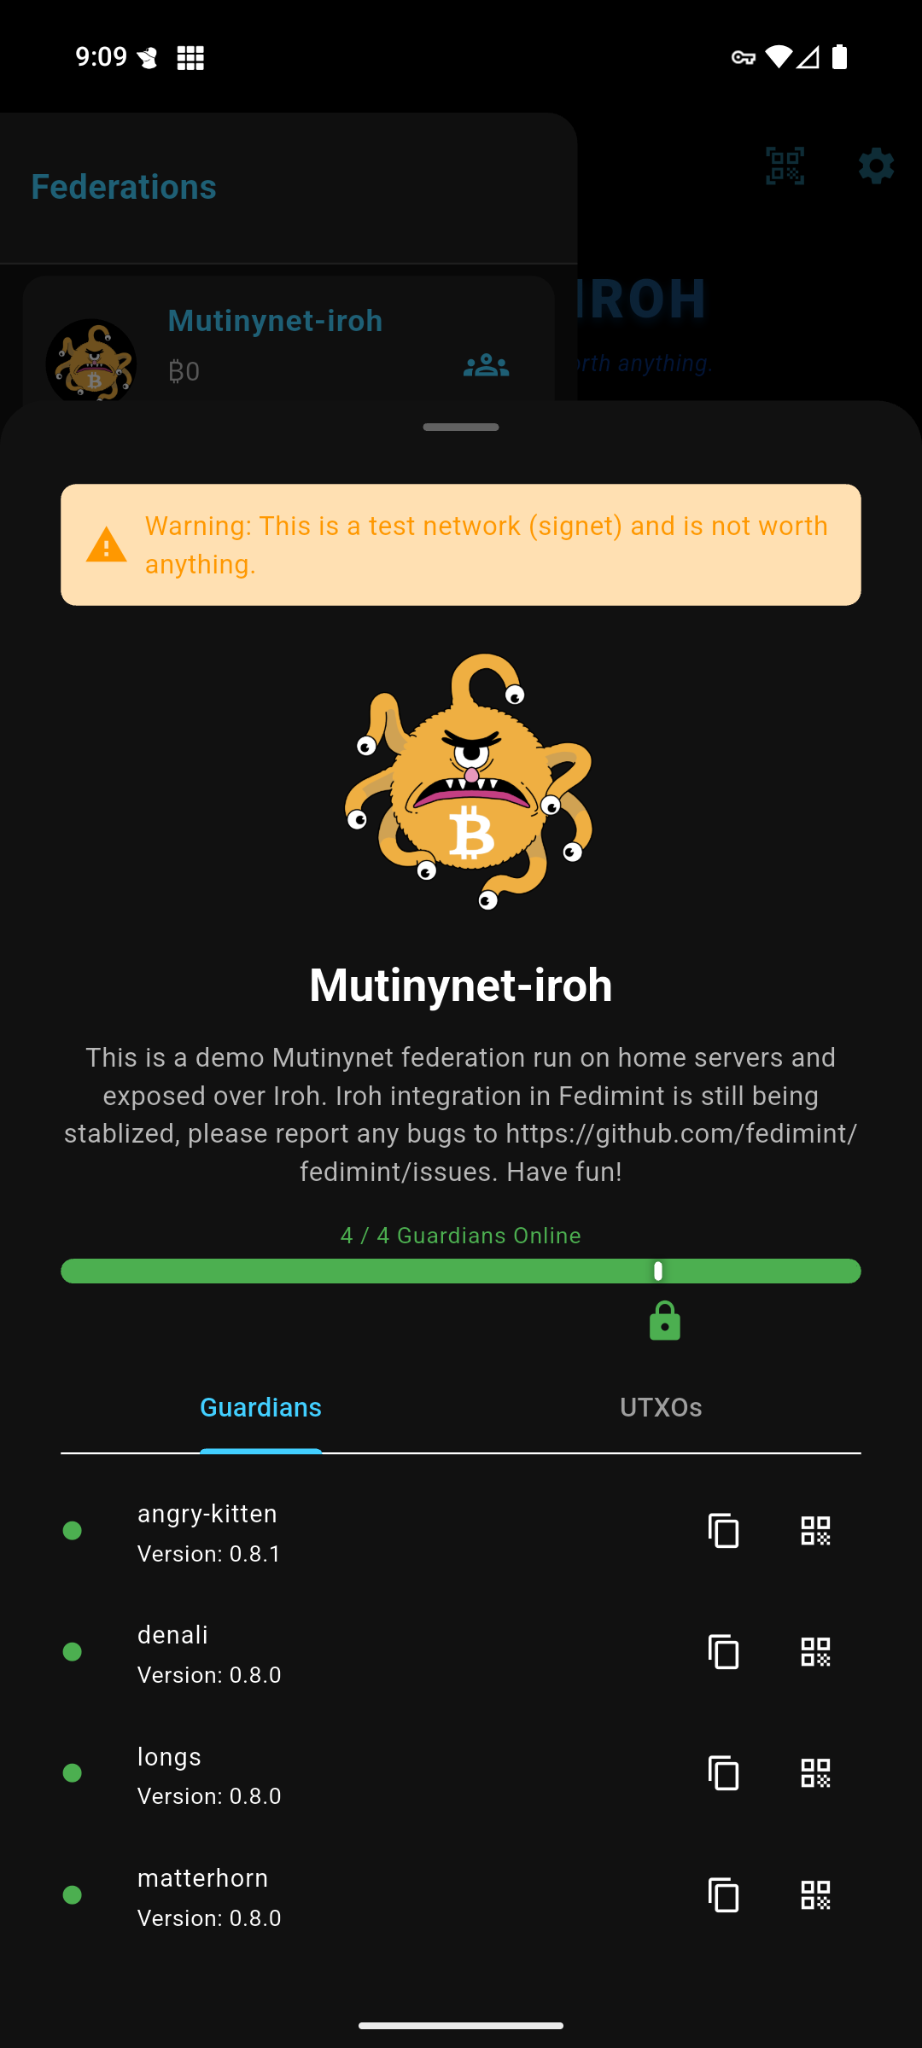 9:09
Federations
Mutinynet-iroh
₿0
IROH
orth anything.
Warning: This is a test network (signet) and is not worth
anything.
Mutinynet-iroh
This is a demo Mutinynet federation run on home servers and
exposed over Iroh. Iroh integration in Fedimint is still being
stablized, please report any bugs to https://github.com/fedimint/
fedimint/issues. Have fun!
4 / 4 Guardians Online
Guardians
UTXOs
angry-kitten
Version: 0.8.1
denali
Version: 0.8.0
longs
Version: 0.8.0
matterhorn
Version: 0.8.0